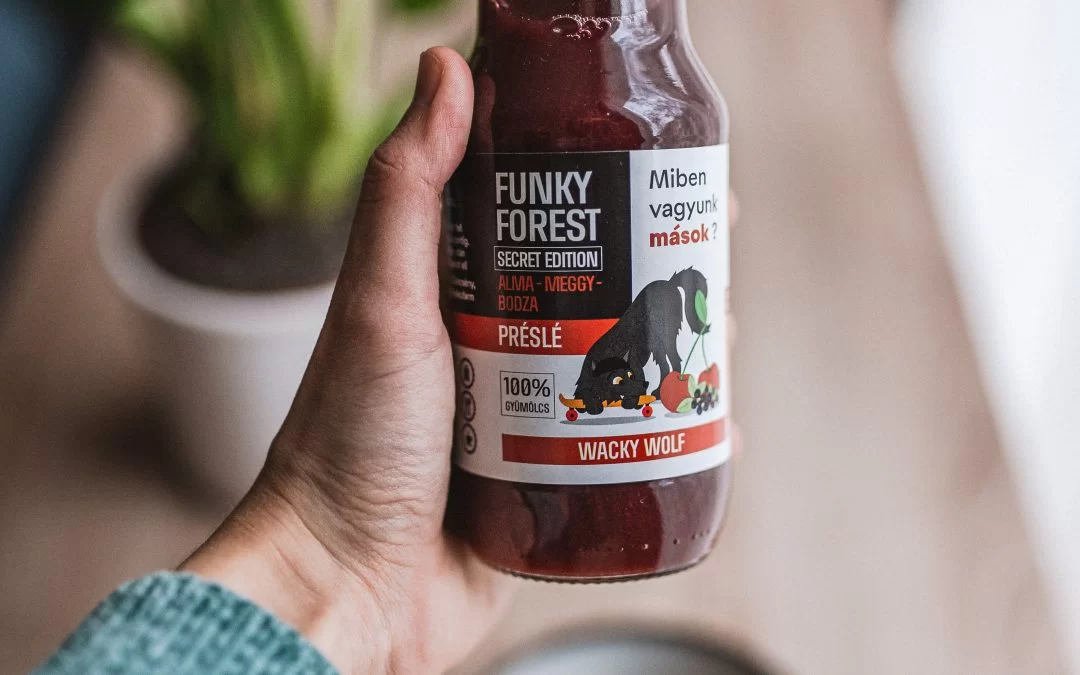 FUNKY
FOREST
SECRET EDITION
ALMA - MEGGY -
BODZA
PRÉSLÉ
100%
GYÜMÖLCS
WACKY WOLF
Miben
vagyunk
mások?